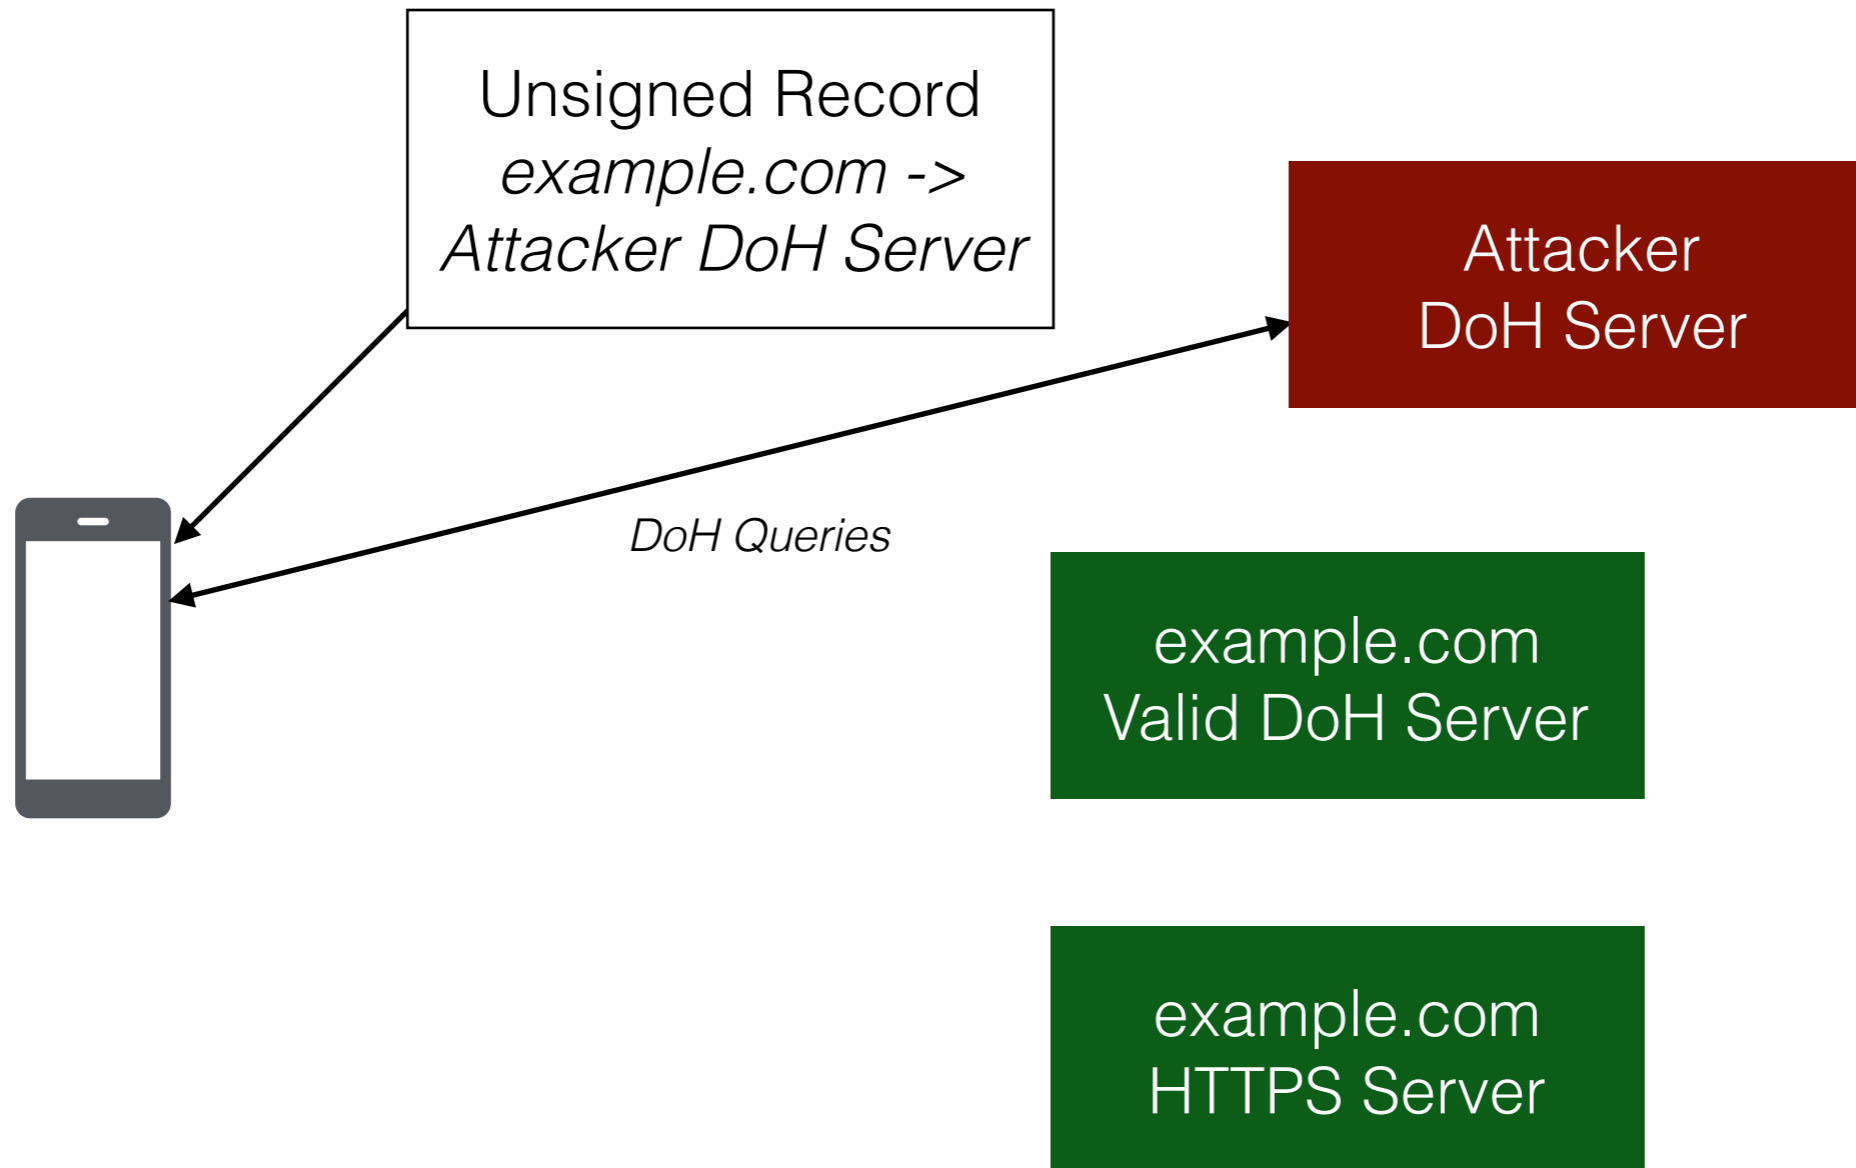 Unsigned Record
example.com ->
Attacker DoH Server
Attacker
DoH Server
DoH Queries
example.com
Valid DoH Server
example.com
HTTPS Server